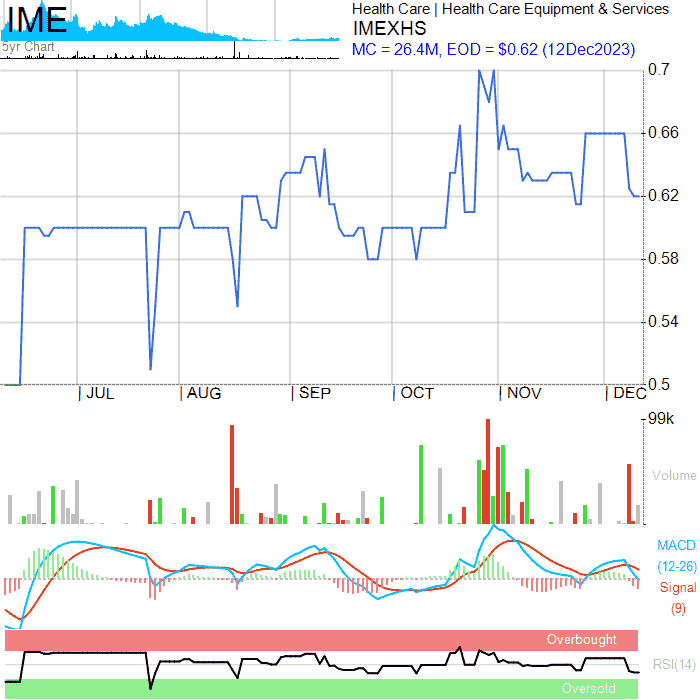 IME
5yr Chart
Health Care | Health Care Equipment & Services
IMEXHS
MC = 26.4M, EOD = $0.62 (12Dec2023)
0.7
0.66
0.62
0.58
0.54
0.5
| JUL | AUG | SEP | OCT | NOV | DEC
99k
Volume
MACD
(12-26)
Signal
(9)
Overbought
RSI(14)
Oversold